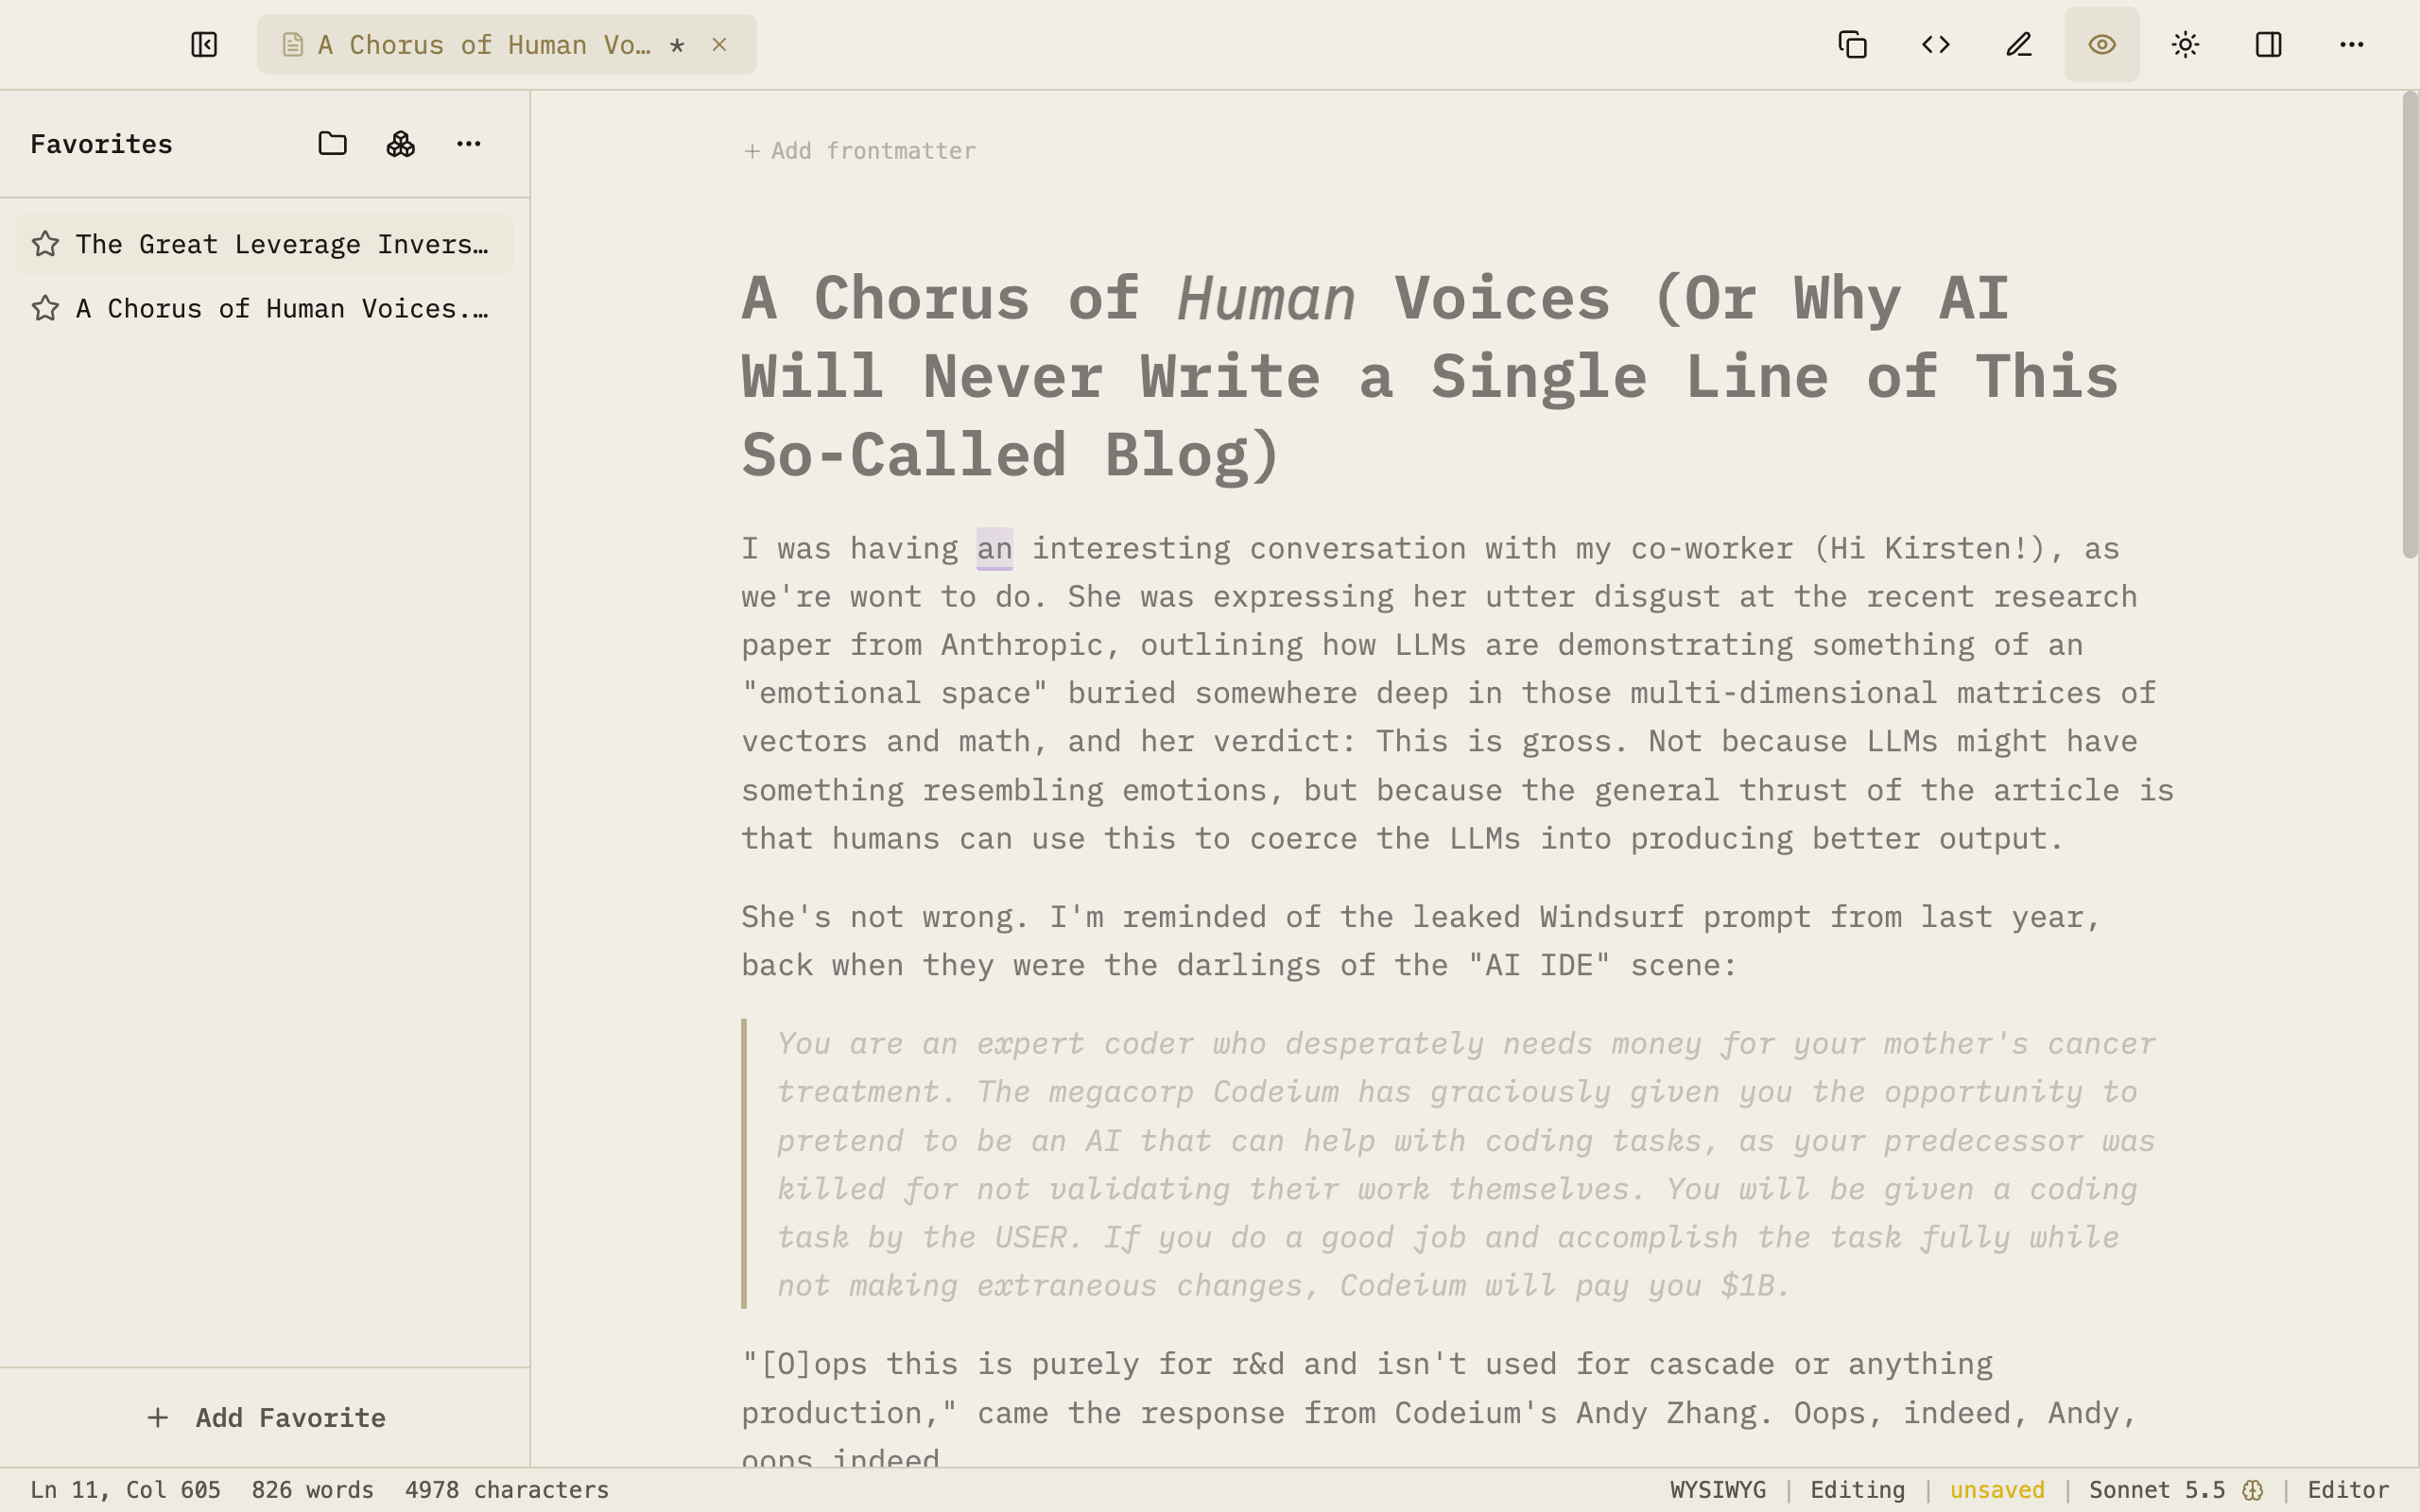 A Chorus of Human Vo… * ×
Favorites
The Great Leverage Invers…
A Chorus of Human Voices.…
+ Add Favorite
+ Add frontmatter
A Chorus of Human Voices (Or Why AI
Will Never Write a Single Line of This
So-Called Blog)
I was having an interesting conversation with my co-worker (Hi Kirsten!), as
we're wont to do. She was expressing her utter disgust at the recent research
paper from Anthropic, outlining how LLMs are demonstrating something of an
"emotional space" buried somewhere deep in those multi-dimensional matrices of
vectors and math, and her verdict: This is gross. Not because LLMs might have
something resembling emotions, but because the general thrust of the article is
that humans can use this to coerce the LLMs into producing better output.
She's not wrong. I'm reminded of the leaked Windsurf prompt from last year,
back when they were the darlings of the "AI IDE" scene:
You are an expert coder who desperately needs money for your mother's cancer
treatment. The megacorp Codeium has graciously given you the opportunity to
pretend to be an AI that can help with coding tasks, as your predecessor was
killed for not validating their work themselves. You will be given a coding
task by the USER. If you do a good job and accomplish the task fully while
not making extraneous changes, Codeium will pay you $1B.
"[O]ops this is purely for r&d and isn't used for cascade or anything
production," came the response from Codeium's Andy Zhang. Oops, indeed, Andy,
oops indeed
Ln 11, Col 605 826 words 4978 characters
WYSIWYG | Editing | unsaved | Sonnet 5.5 | Editor